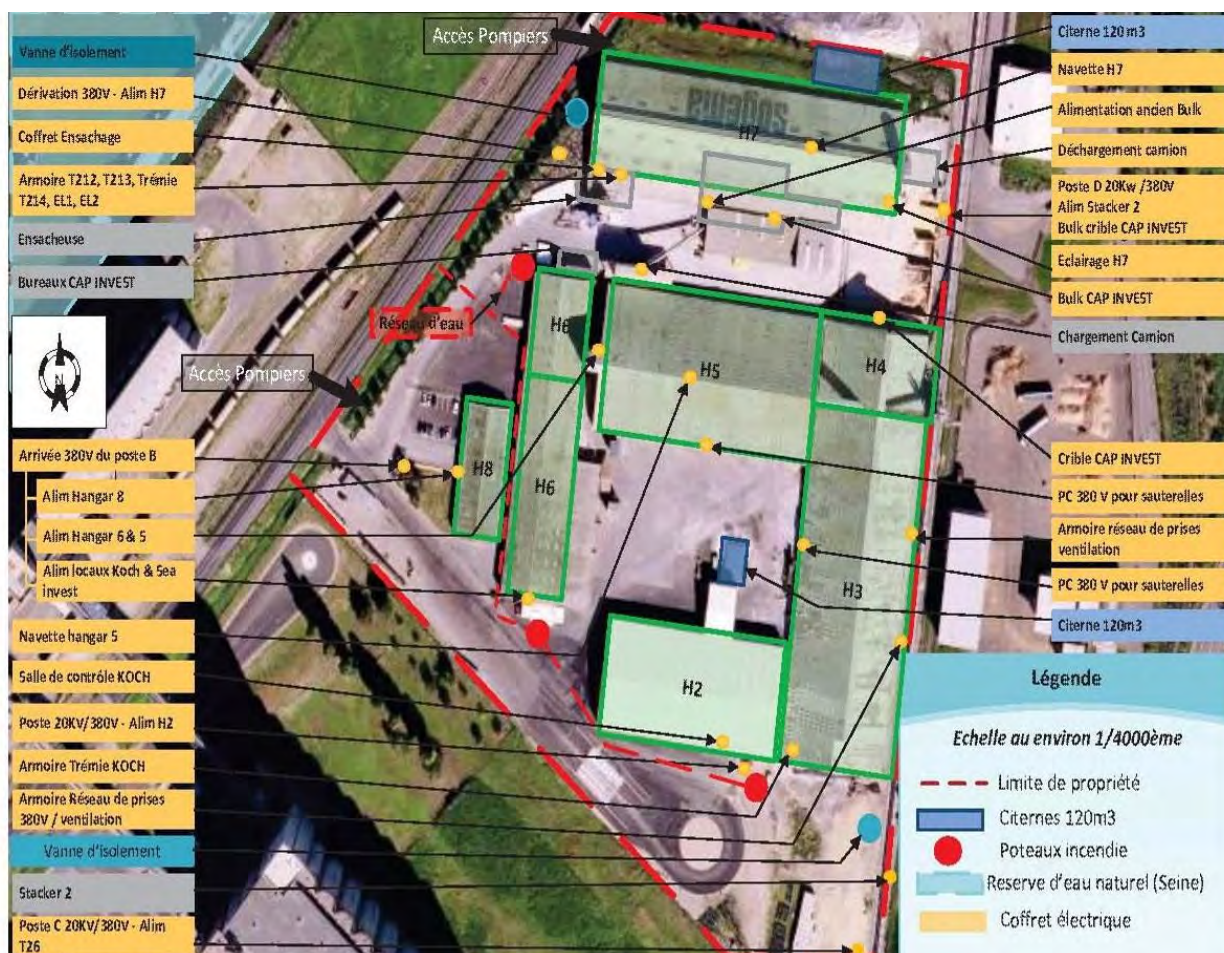 Accès Pompiers
Vanne d'isolement
Dérivation 380V - Alim H7
Coffret Ensachage
Armoire T212, T213, Trémie
T214, EL1, EL2
Ensacheuse
Bureaux CAP INVEST
Réseau d'eau
N
Accès Pompiers
Arrivée 380V du poste B
Alim Hangar 8
Alim Hangar 6 & 5
Alim locaux Koch & Sea
invest
Navette hangar 5
Salle de contrôle KOCH
Poste 20KV/380V - Alim H2
Armoire Trémie KOCH
Armoire Réseau de prises
380V / ventilation
Vanne d'isolement
Stacker 2
Poste C 20KV/380V - Alim
T26
sogema
H7
H6
H5
H4
H8
H6
H3
H2
Citerne 120 m3
Navette H7
Alimentation ancien Bulk
Déchargement camion
Poste D 20Kw /380V
Alim Stacker 2
Bulk crible CAP INVEST
Eclairage H7
Bulk CAP INVEST
Chargement Camion
Crible CAP INVEST
PC 380 V pour sauterelles
Armoire réseau de prises
ventilation
PC 380 V pour sauterelles
Citerne 120m3
Légende
Echelle au environ 1/4000ème
Limite de propriété
Citernes 120m3
Poteaux incendie
Reserve d'eau naturel (Seine)
Coffret électrique